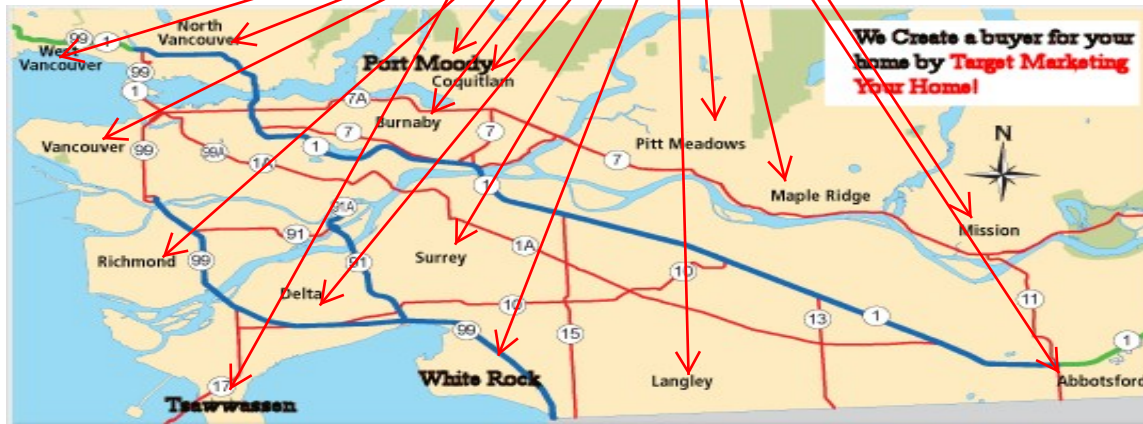 North
Vancouver
West
Vancouver
99
1
99
1
We Create a buyer for your
home by Target Marketing
Your Home!
Port Moody
Coquitlam
7A
Burnaby
7
7
1
Vancouver
99
99A
1A
Pitt Meadows
7
N
Maple Ridge
1
91A
Mission
91
Richmond
99
91
Surrey
1A
10
Delta
10
11
99
15
13
1
1
17
White Rock
Langley
Abbotsford
Tsawwassen